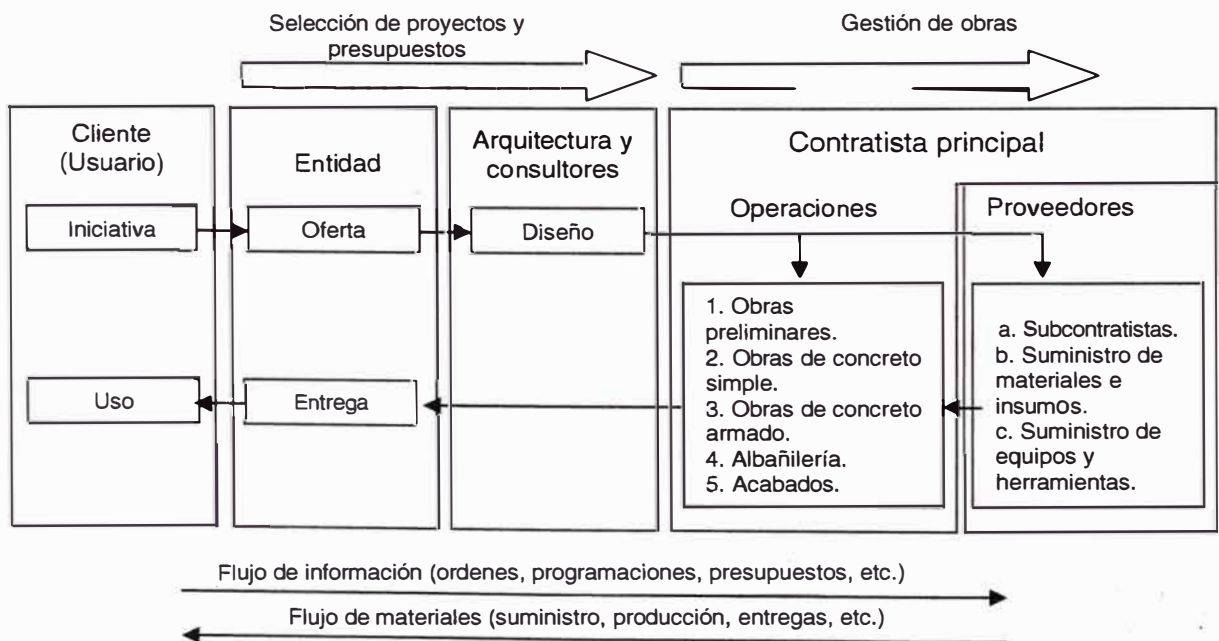 Selección de proyectos y
presupuestos
Gestión de obras
Cliente
(Usuario)
Entidad
Arquitectura y
consultores
Contratista principal
Operaciones
Proveedores
Iniciativa
Oferta
Diseño
1. Obras
preliminares.
2. Obras de concreto
simple.
3. Obras de concreto
armado.
4. Albañilería.
5. Acabados.
a. Subcontratistas.
b. Suministro de
materiales e
insumos.
c. Suministro de
equipos y
herramientas.
Uso
Entrega
Flujo de información (ordenes, programaciones, presupuestos, etc.)
Flujo de materiales (suministro, producción, entregas, etc.)